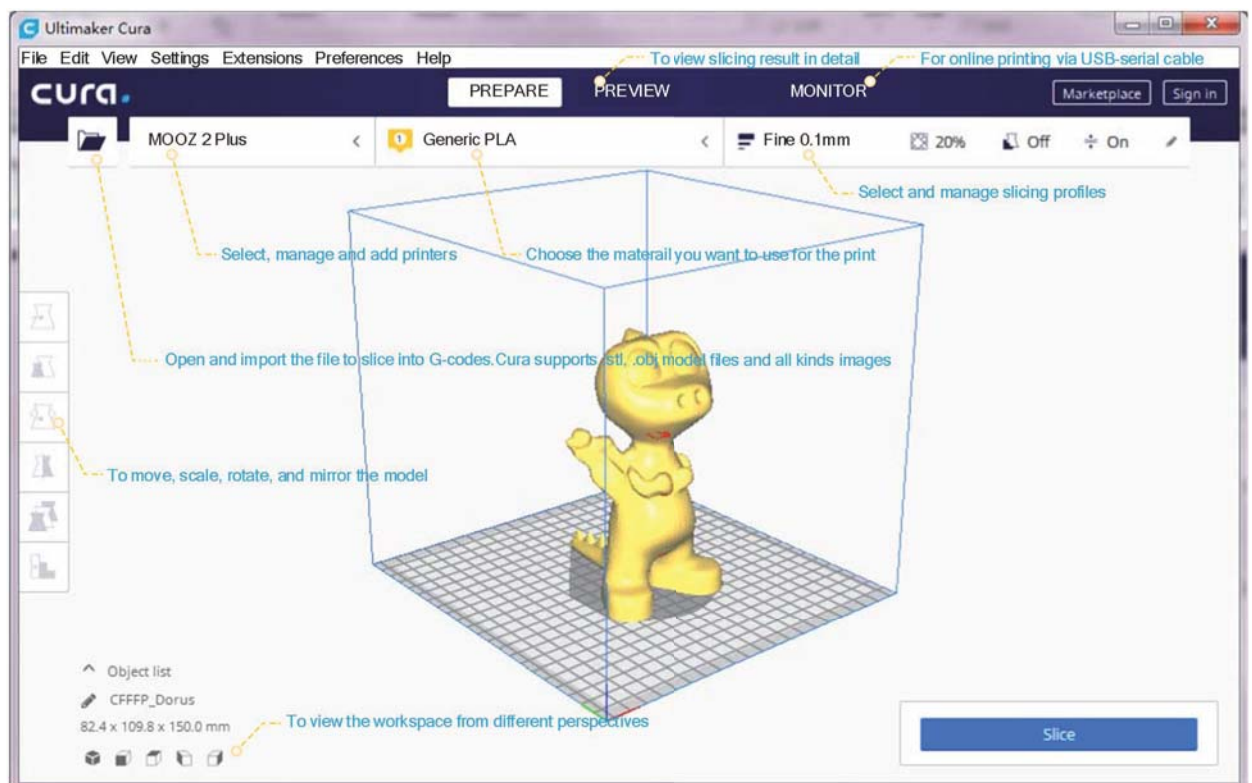 Ultimaker Cura
File Edit View Settings Extensions Preferences Help
To view slicing result in detail
For online printing via USB-serial cable
cura.
PREPARE
PREVIEW
MONITOR
Marketplace
Sign in
MOOZ 2 Plus
1
Generic PLA
Fine 0.1mm
20%
Off
On
Select and manage slicing profiles
Select, manage and add printers
Choose the materail you want to use for the print
Open and import the file to slice into G-codes.Cura supports .stl, .obj model files and all kinds images
To move, scale, rotate, and mirror the model
Object list
CFFFP_Dorus
82.4 x 109.8 x 150.0 mm
To view the workspace from different perspectives
Slice